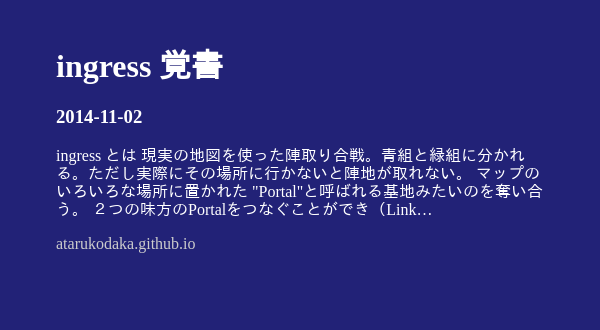 ingress 覚書
2014-11-02
ingress とは 現実の地図を使った陣取り合戦。青組と緑組に分かれ
る。ただし実際にその場所に行かないと陣地が取れない。 マップの
いろいろな場所に置かれた "Portal"と呼ばれる基地みたいのを奪い合
う。 ２つの味方のPortalをつなぐことができ（Link…
atarukodaka.github.io